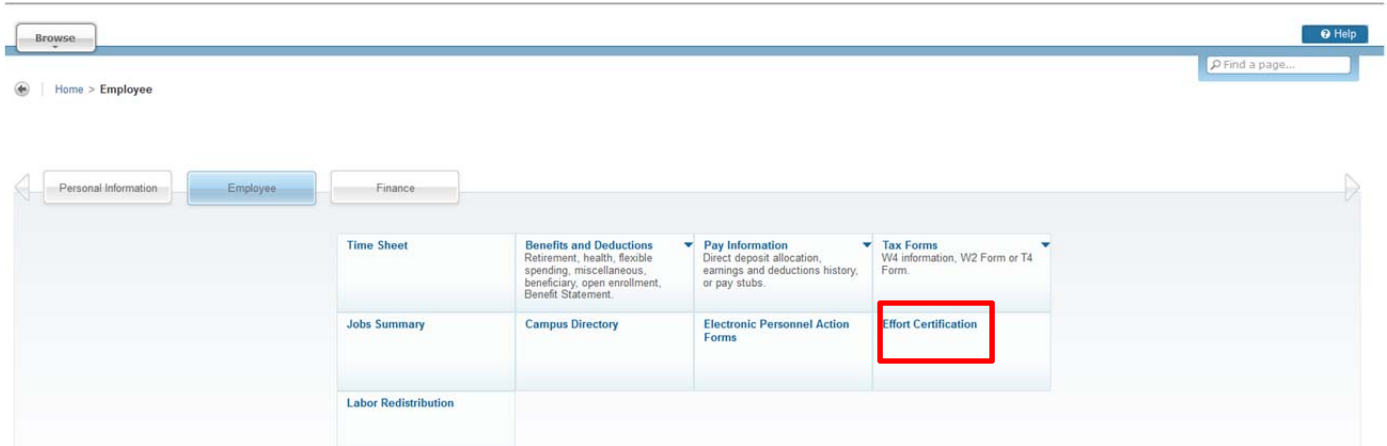 Browse
Help
Find a page...
Home > Employee
Personal Information
Employee
Finance
Time Sheet
Benefits and Deductions
Retirement, health, flexible
spending, miscellaneous,
beneficiary, open enrollment,
Benefit Statement.
Pay Information
Direct deposit allocation,
earnings and deductions history,
or pay stubs.
Tax Forms
W4 information, W2 Form or T4
Form.
Jobs Summary
Campus Directory
Electronic Personnel Action
Forms
Effort Certification
Labor Redistribution